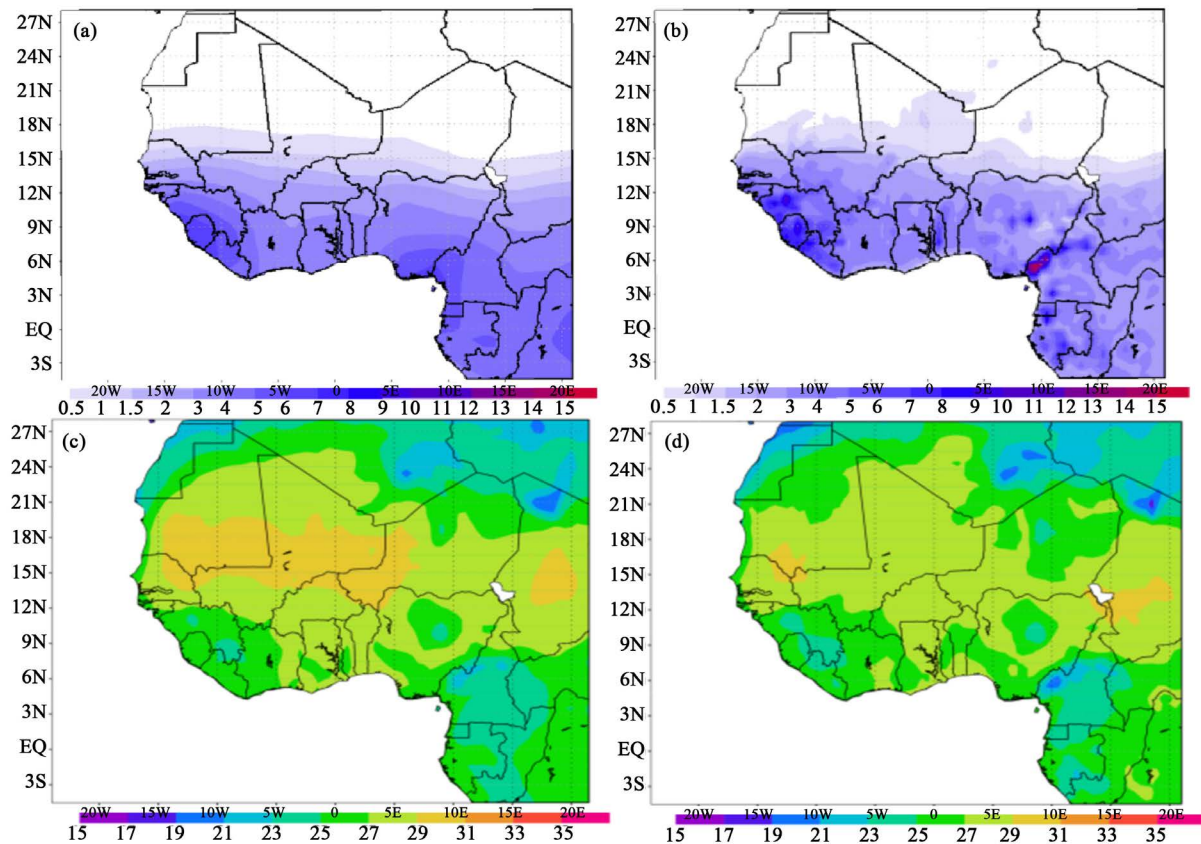 (a)
27N
24N
21N
18N
15N
12N
9N
6N
3N
EQ
3S
20W 15W 10W 5W 0 5E 10E 15E 20E
0.5 1 1.5 2 3 4 5 6 7 8 9 10 11 12 13 14 15
(b)
27N
24N
21N
18N
15N
12N
9N
6N
3N
EQ
3S
20W 15W 10W 5W 0 5E 10E 15E 20E
0.5 1 1.5 2 3 4 5 6 7 8 9 10 11 12 13 14 15
(c)
27N
24N
21N
18N
15N
12N
9N
6N
3N
EQ
3S
20W 15W 10W 5W 0 5E 10E 15E 20E
15 17 19 21 23 25 27 29 31 33 35
(d)
27N
24N
21N
18N
15N
12N
9N
6N
3N
EQ
3S
20W 15W 10W 5W 0 5E 10E 15E 20E
15 17 19 21 23 25 27 29 31 33 35